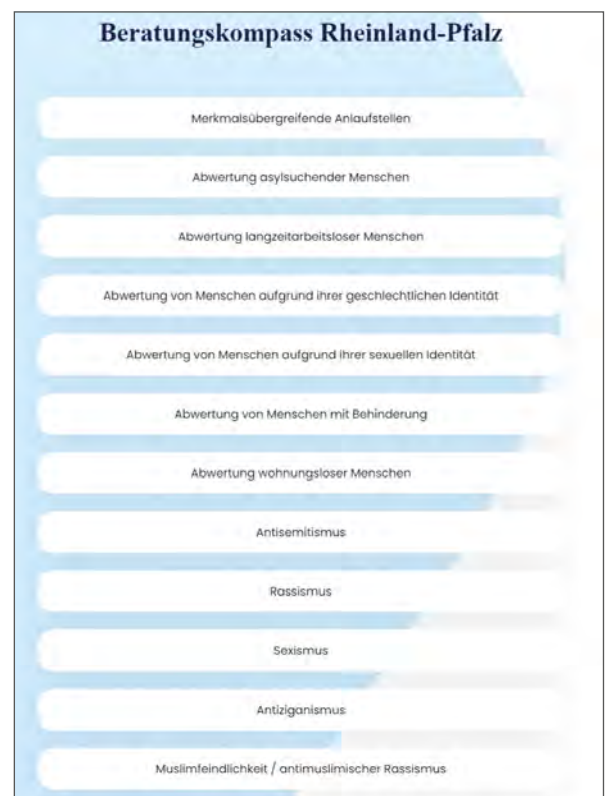 Beratungskompass Rheinland-Pfalz
Merkmalsübergreifende Anlaufstellen
Abwertung asylsuchender Menschen
Abwertung langzeitarbeitsloser Menschen
Abwertung von Menschen aufgrund ihrer geschlechtlichen Identität
Abwertung von Menschen aufgrund ihrer sexuellen Identität
Abwertung von Menschen mit Behinderung
Abwertung wohnungsloser Menschen
Antisemitismus
Rassismus
Sexismus
Antiziganismus
Muslimfeindlichkeit / antimuslimischer Rassismus